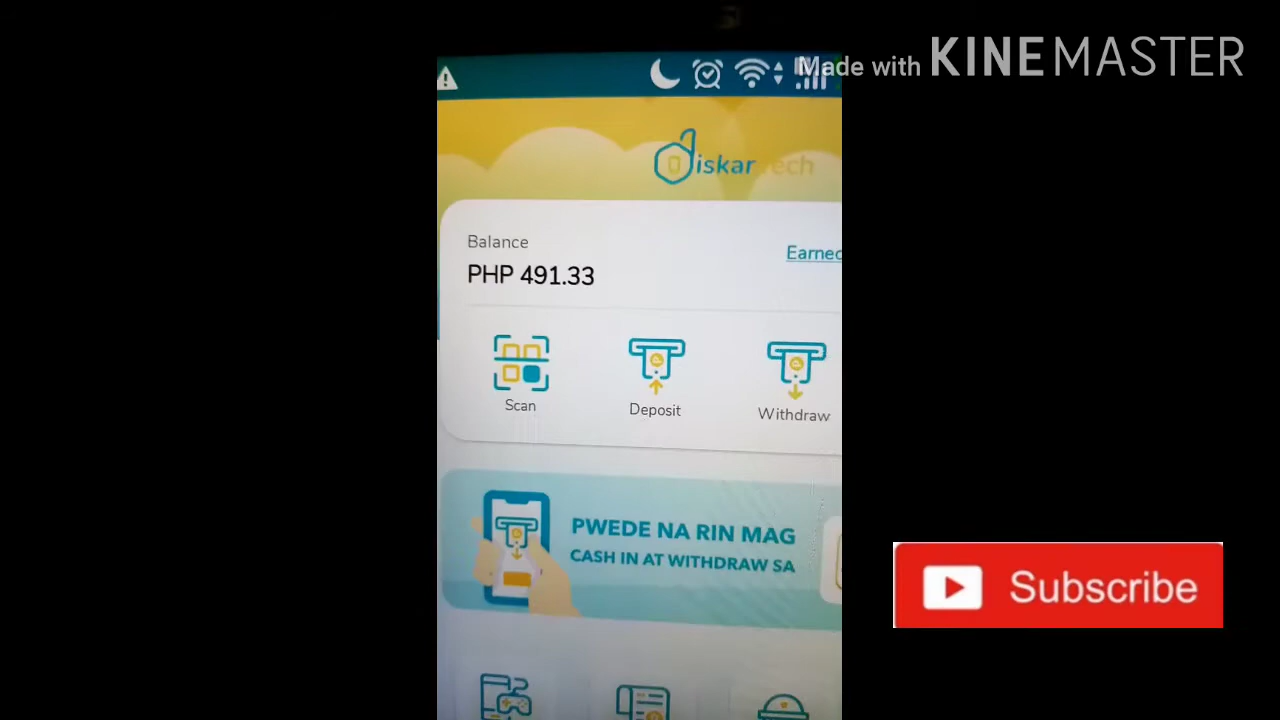 Made with KINEMASTER
diskartech
Balance
Earned
PHP 491.33
Scan
Deposit
Withdraw
PWEDE NA RIN MAG
CASH IN AT WITHDRAW SA
Subscribe